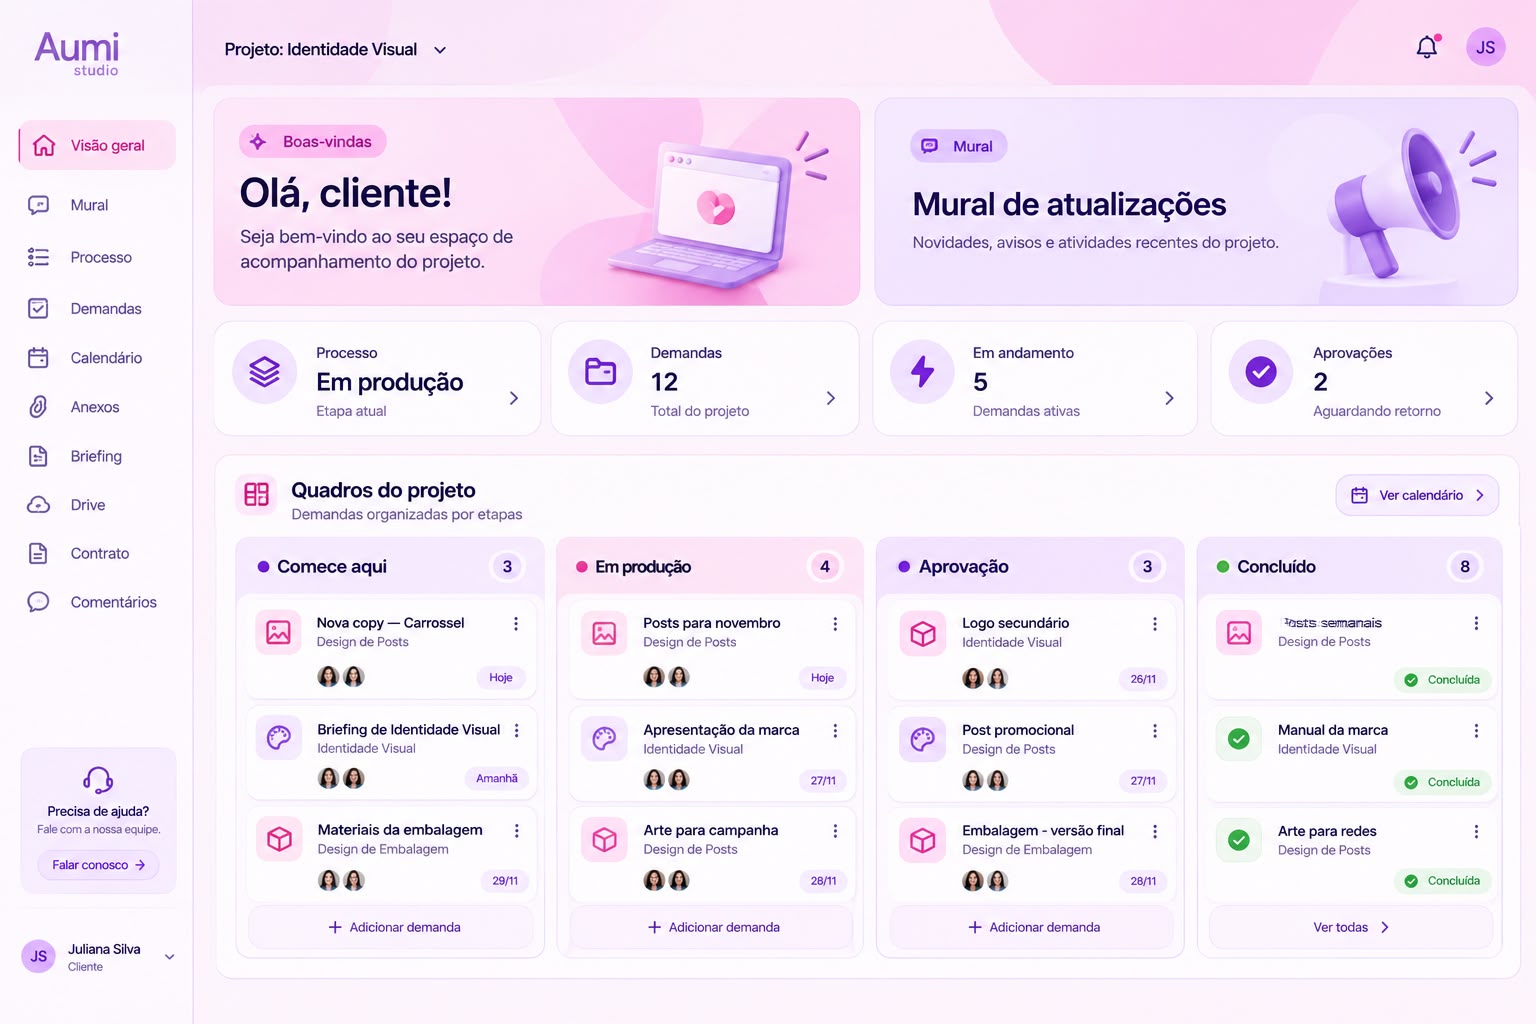 Aumi
studio
Projeto: Identidade Visual
JS
Visão geral
Mural
Processo
Demandas
Calendário
Anexos
Briefing
Drive
Contrato
Comentários
Precisa de ajuda?
Fale com a nossa equipe.
Falar conosco
JS
Juliana Silva
Cliente
Boas-vindas
Olá, cliente!
Seja bem-vindo ao seu espaço de
acompanhamento do projeto.
Mural
Mural de atualizações
Novidades, avisos e atividades recentes do projeto.
Processo
Em produção
Etapa atual
Demandas
12
Total do projeto
Em andamento
5
Demandas ativas
Aprovações
2
Aguardando retorno
Quadros do projeto
Demandas organizadas por etapas
Ver calendário
Comece aqui
3
Nova copy — Carrossel
Design de Posts
Hoje
Briefing de Identidade Visual
Identidade Visual
Amanhã
Materiais da embalagem
Design de Embalagem
29/11
Adicionar demanda
Em produção
4
Posts para novembro
Design de Posts
Hoje
Apresentação da marca
Identidade Visual
27/11
Arte para campanha
Design de Posts
28/11
Adicionar demanda
Aprovação
3
Logo secundário
Identidade Visual
26/11
Post promocional
Design de Posts
27/11
Embalagem - versão final
Design de Embalagem
28/11
Adicionar demanda
Concluído
8
semanais
Design de Posts
Concluída
Manual da marca
Identidade Visual
Concluída
Arte para redes
Design de Posts
Concluída
Ver todas